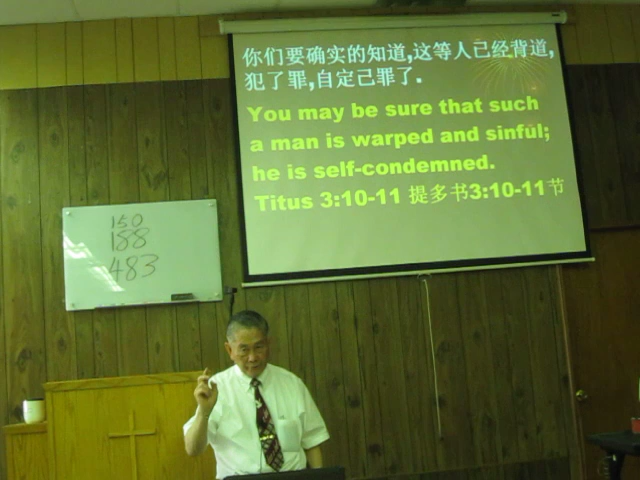 你们要确实的知道,这等人已经背道,
犯了罪,自定己罪了.
You may be sure that such
a man is warped and sinful;
he is self-condemned.
Titus 3:10-11 提多书3:10-11节
150
188
483